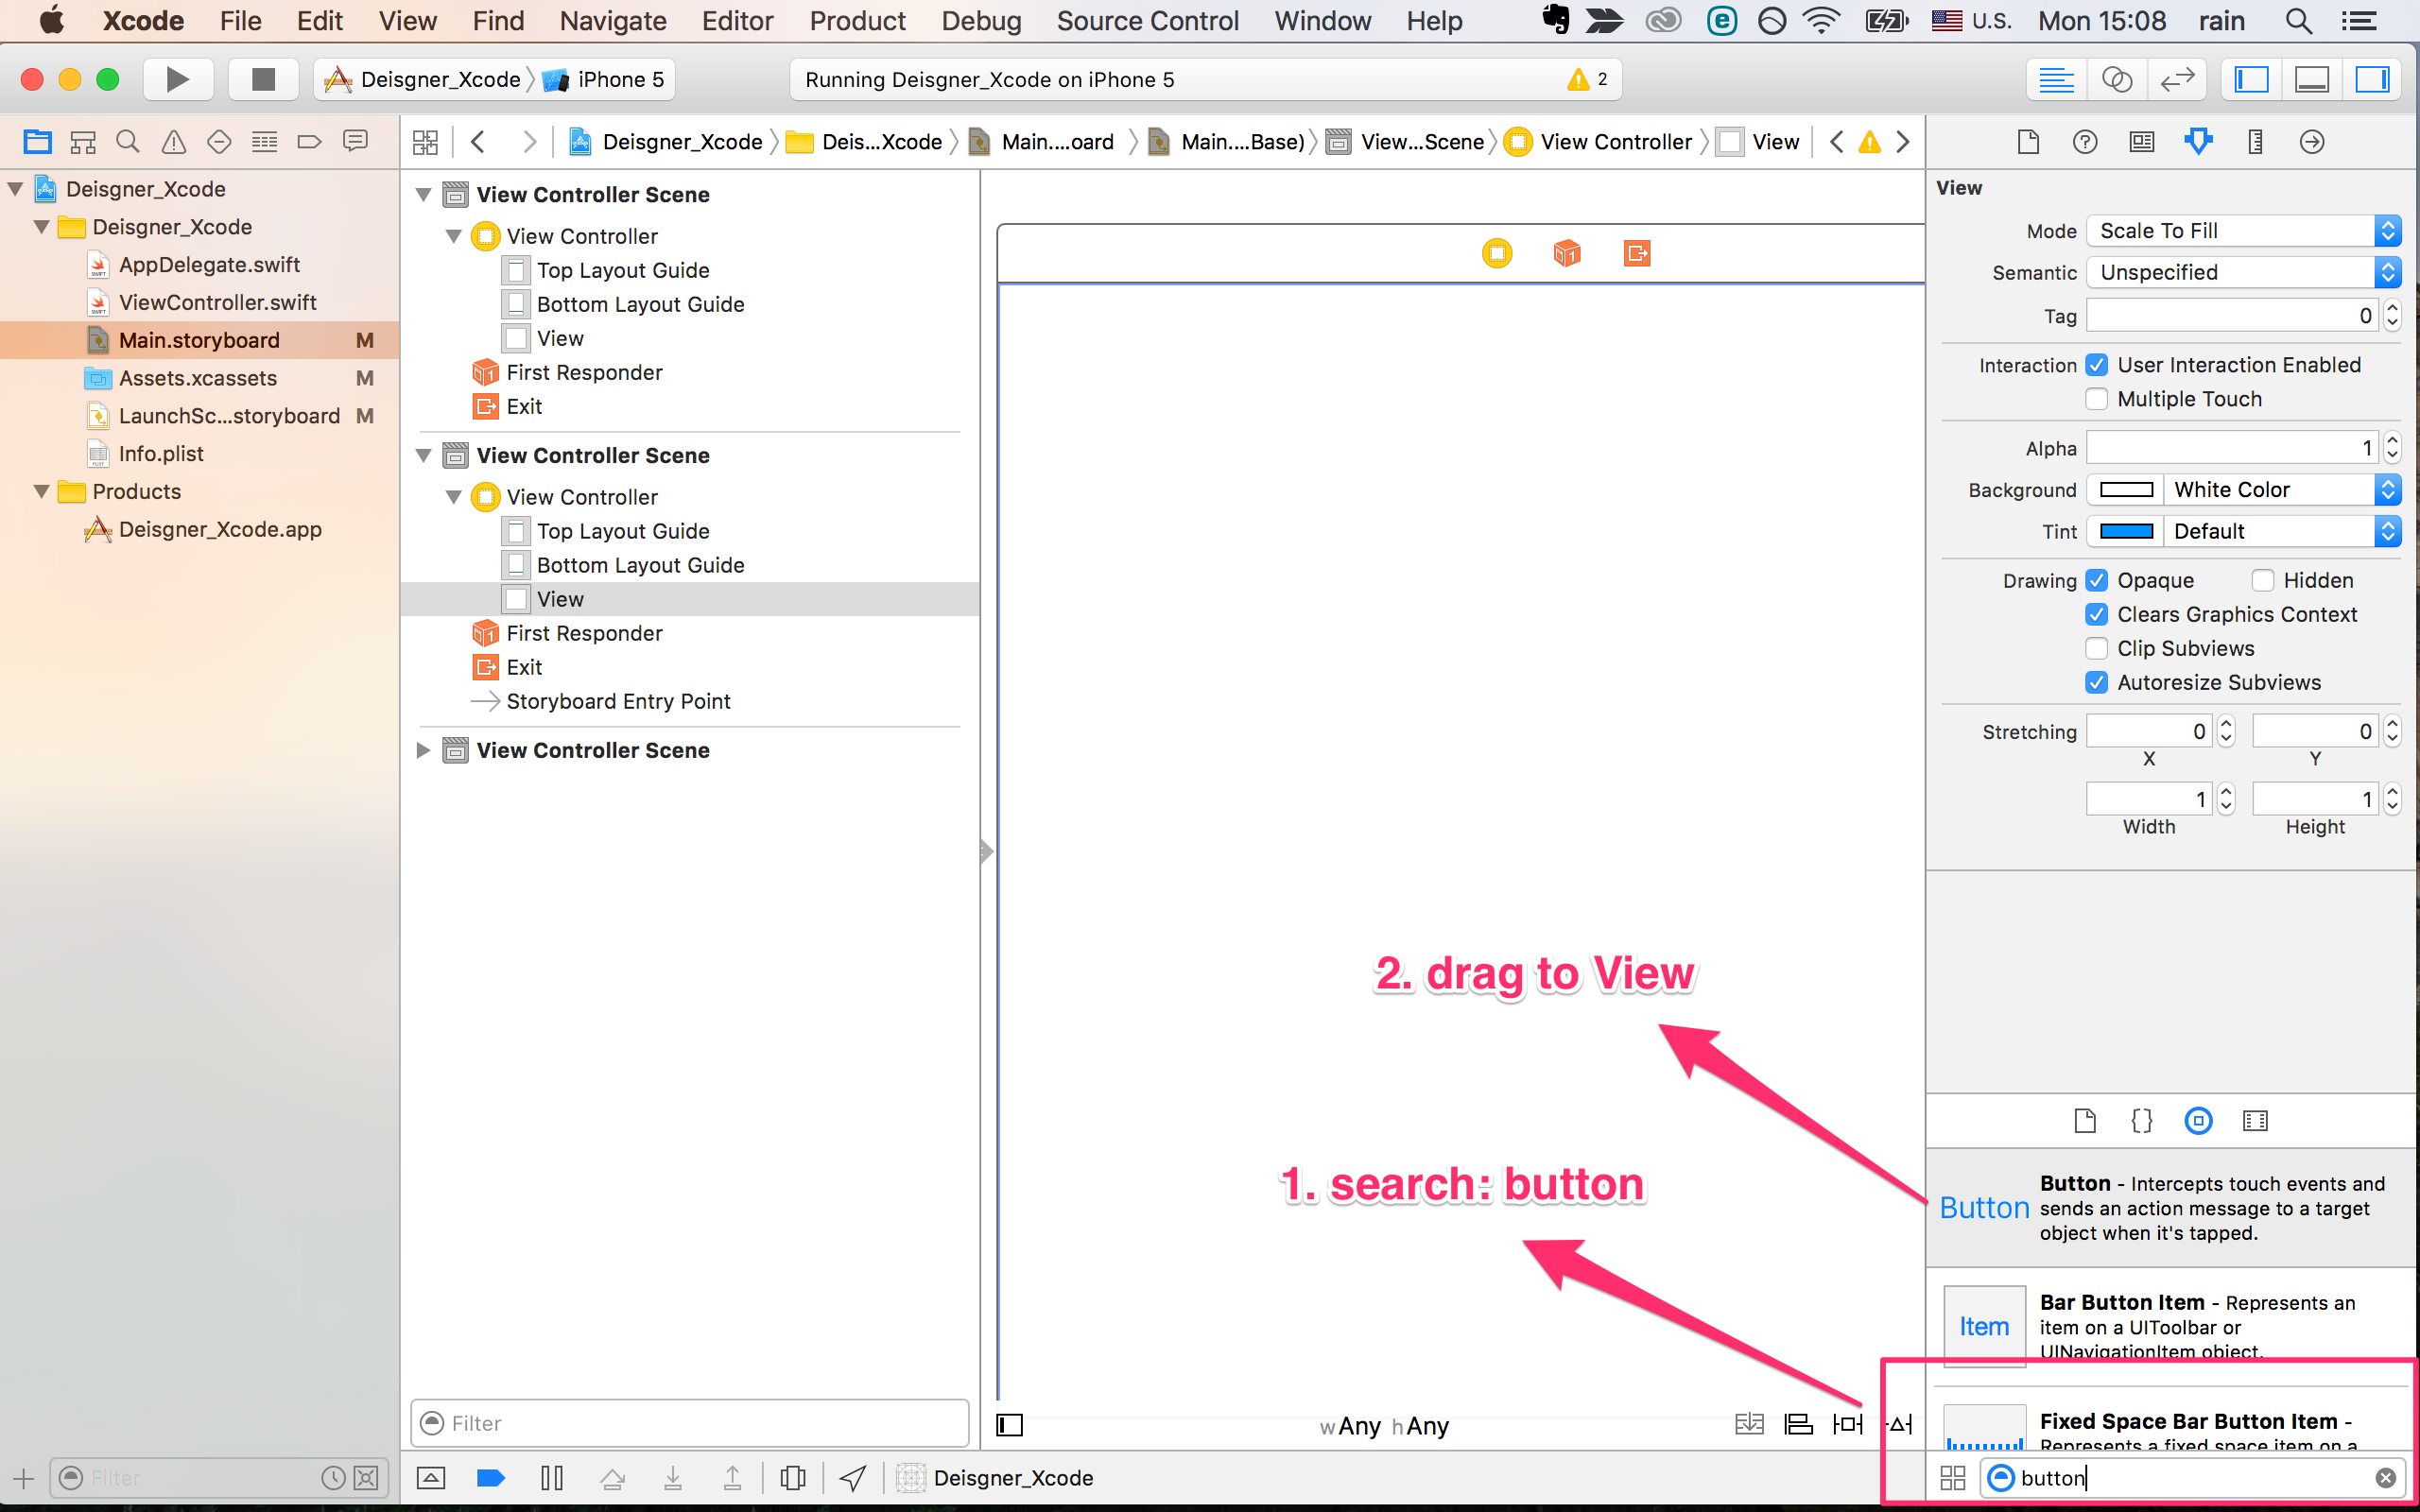 Xcode File Edit View Find Navigate Editor Product Debug Source Control Window Help U.S. Mon 15:08 rain
Deisgner_Xcode iPhone 5
Running Deisgner_Xcode on iPhone 5 2
Deisgner_Xcode Deis...Xcode Main....oard Main....Base) View...Scene View Controller View
Deisgner_Xcode
Deisgner_Xcode
AppDelegate.swift
ViewController.swift
Main.storyboard M
Assets.xcassets M
LaunchSc...storyboard M
Info.plist
Products
Deisgner_Xcode.app
Filter
View Controller Scene
View Controller
Top Layout Guide
Bottom Layout Guide
View
First Responder
Exit
View Controller Scene
View Controller
Top Layout Guide
Bottom Layout Guide
View
First Responder
Exit
Storyboard Entry Point
View Controller Scene
Filter
2. drag to View
1. search: button
wAny hAny
Deisgner_Xcode
View
Mode Scale To Fill
Semantic Unspecified
Tag 0
Interaction User Interaction Enabled
Multiple Touch
Alpha 1
Background White Color
Tint Default
Drawing Opaque Hidden
Clears Graphics Context
Clip Subviews
Autoresize Subviews
Stretching 0 0
X Y
1 1
Width Height
Button
Button - Intercepts touch events and
sends an action message to a target
object when it's tapped.
Item
Bar Button Item - Represents an
item on a UIToolbar or
UINavigationItem object.
Fixed Space Bar Button Item -
Represents a fixed space item on a
button